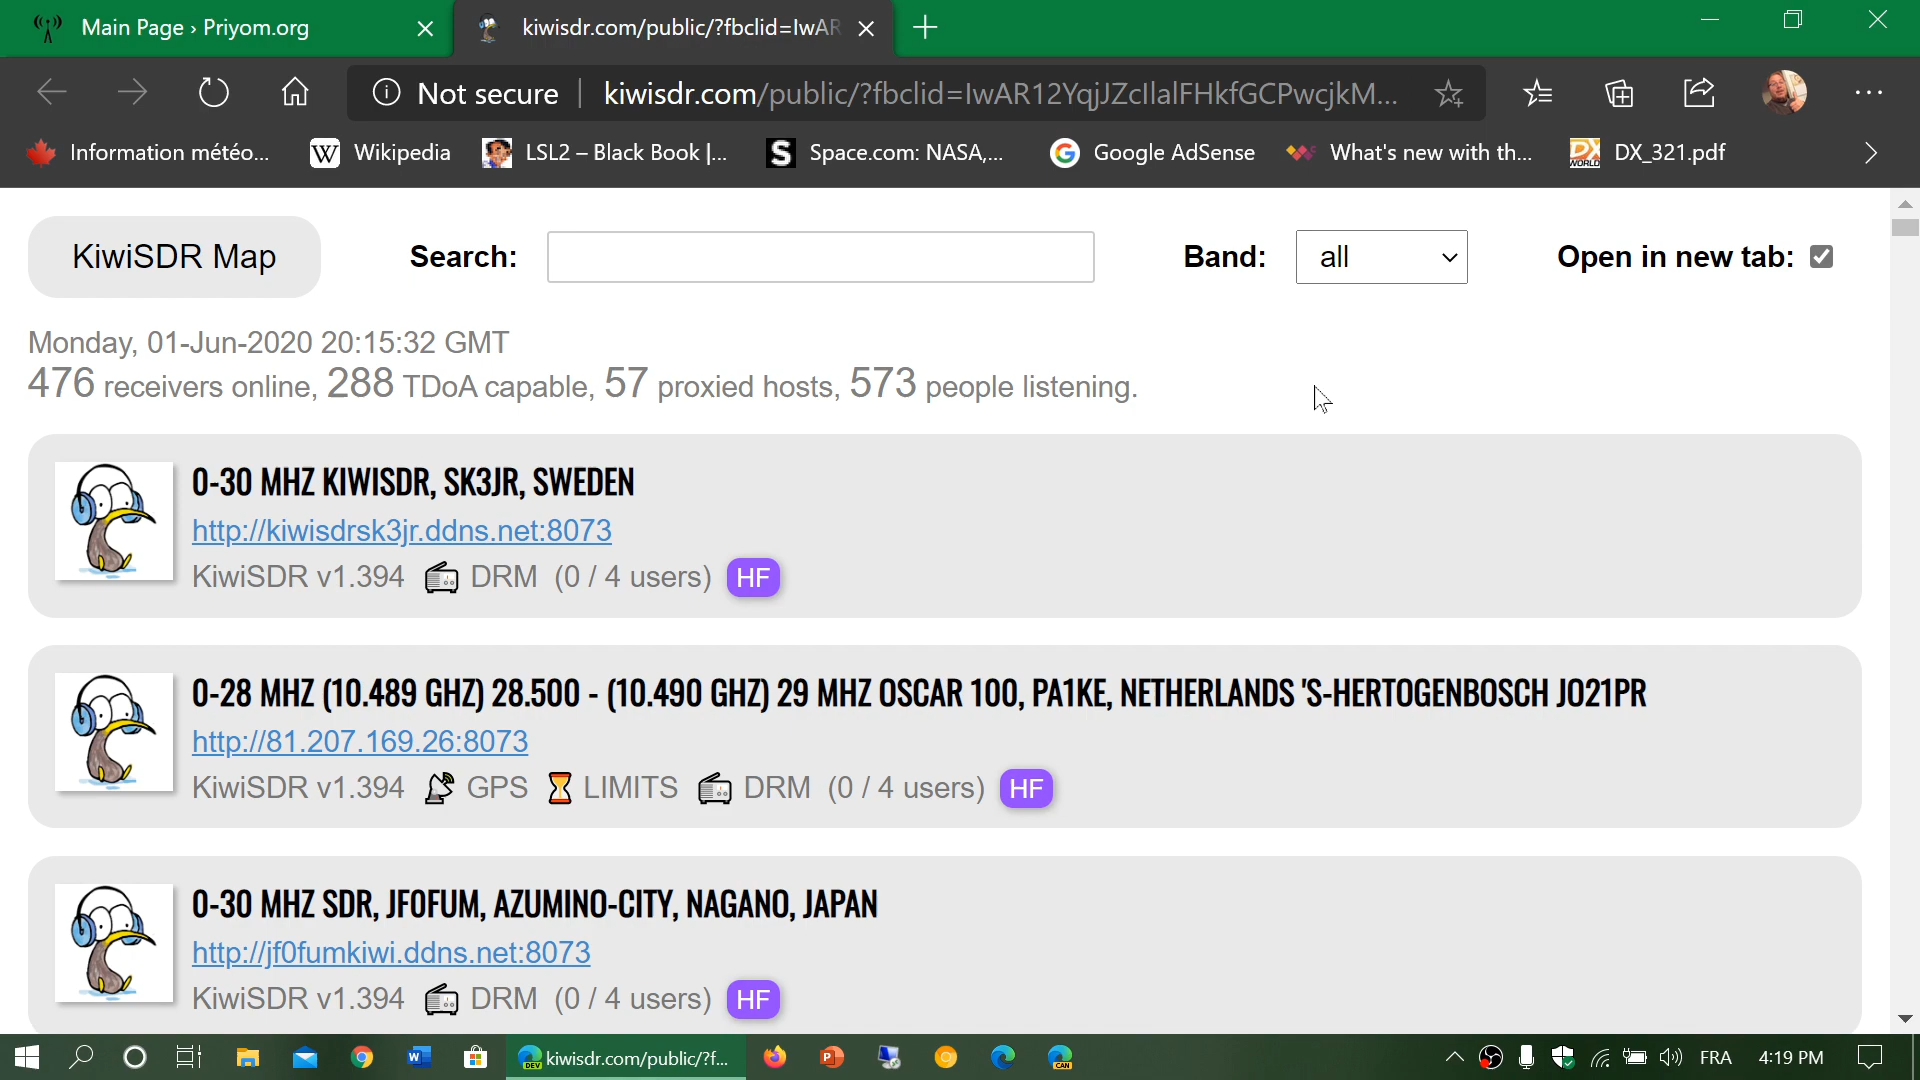 Main Page › Priyom.org
kiwisdr.com/public/?fbclid=IwAR
Not secure
kiwisdr.com/public/?fbclid=IwAR12YqjJZcIlalFHkfGCPwcjkM...
Information météo...
Wikipedia
LSL2 – Black Book |...
Space.com: NASA,...
Google AdSense
What's new with th...
DX_321.pdf
KiwiSDR Map
Search:
Band:
all
Open in new tab:
Monday, 01-Jun-2020 20:15:32 GMT
476 receivers online, 288 TDoA capable, 57 proxied hosts, 573 people listening.
0-30 MHZ KIWISDR, SK3JR, SWEDEN
http://kiwisdrsk3jr.ddns.net:8073
KiwiSDR v1.394 DRM (0 / 4 users) HF
0-28 MHZ (10.489 GHZ) 28.500 - (10.490 GHZ) 29 MHZ OSCAR 100, PA1KE, NETHERLANDS 'S-HERTOGENBOSCH JO21PR
http://81.207.169.26:8073
KiwiSDR v1.394 GPS LIMITS DRM (0 / 4 users) HF
0-30 MHZ SDR, JF0FUM, AZUMINO-CITY, NAGANO, JAPAN
http://jf0fumkiwi.ddns.net:8073
KiwiSDR v1.394 DRM (0 / 4 users) HF
kiwisdr.com/public/?f...
FRA
4:19 PM